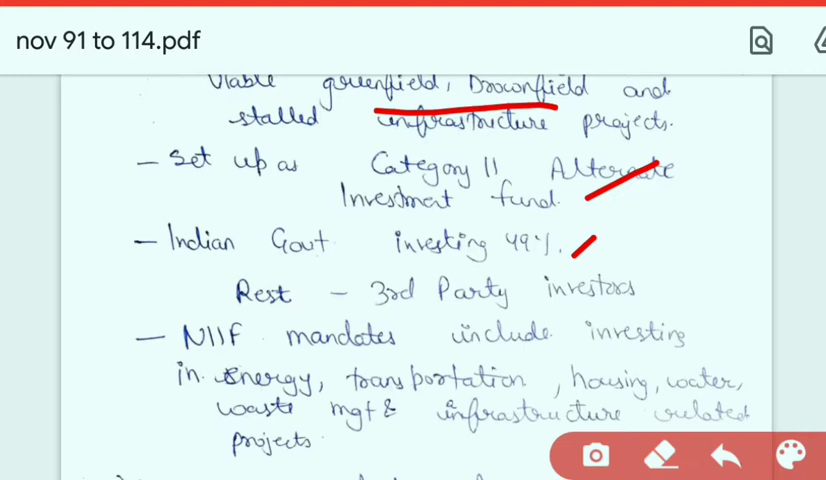 nov 91 to 114.pdf
Viable greenfield, Brownfield and
stalled infrastructure projects.
- Set up as Category II Alternate
Investment fund.
- Indian Govt investing 49%.
Rest - 3rd Party investors
- NIIF mandates include investing
in energy, transportation, housing, water,
waste mgt & infrastructure related
projects.